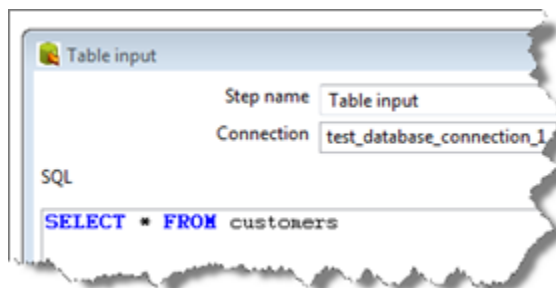 Table input
Step name Table input
Connection test_database_connection_1
SQL
SELECT * FROM customers